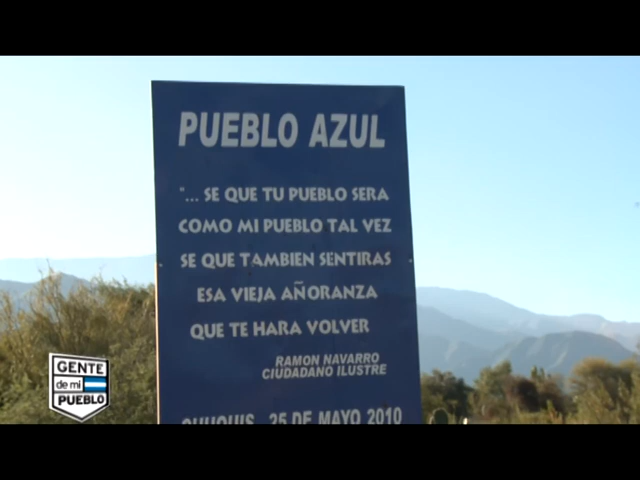 PUEBLO AZUL
"... SE QUE TU PUEBLO SERA
COMO MI PUEBLO TAL VEZ
SE QUE TAMBIEN SENTIRAS
ESA VIEJA AÑORANZA
QUE TE HARA VOLVER
RAMON NAVARRO
CIUDADANO ILUSTRE
25 DE MAYO 2010
GENTE
de mi
PUEBLO